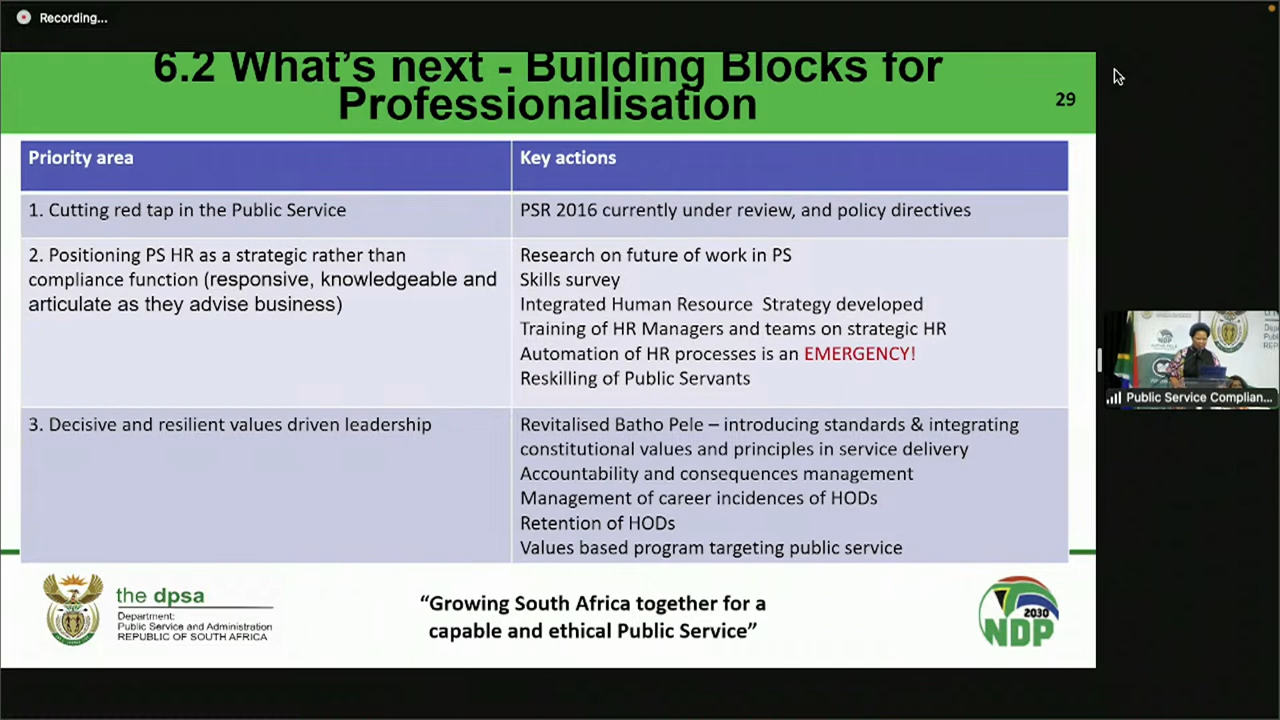 Recording...
6.2 What's next - Building Blocks for
Professionalisation
29
Priority area
Key actions
1. Cutting red tap in the Public Service
PSR 2016 currently under review, and policy directives
2. Positioning PS HR as a strategic rather than
compliance function (responsive, knowledgeable and
articulate as they advise business)
Research on future of work in PS
Skills survey
Integrated Human Resource Strategy developed
Training of HR Managers and teams on strategic HR
Automation of HR processes is an EMERGENCY!
Reskilling of Public Servants
3. Decisive and resilient values driven leadership
Revitalised Batho Pele – introducing standards & integrating
constitutional values and principles in service delivery
Accountability and consequences management
Management of career incidences of HODs
Retention of HODs
Values based program targeting public service
the dpsa
Department:
Public Service and Administration
REPUBLIC OF SOUTH AFRICA
“Growing South Africa together for a
capable and ethical Public Service”
2030
NDP
Public Service Complian...